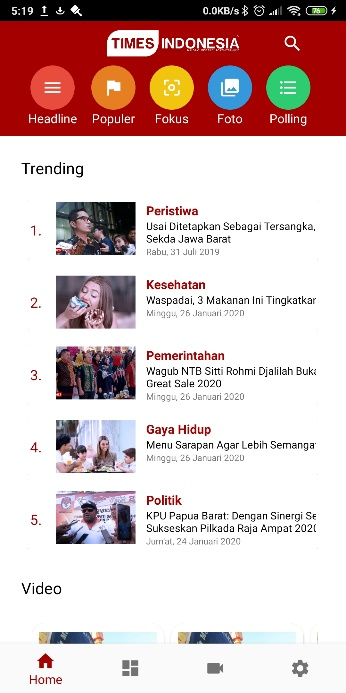 5:19
0.0KB/s
76
TIMES INDONESIA
Headline
Populer
Fokus
Foto
Polling
Trending
1.
Peristiwa
Usai Ditetapkan Sebagai Tersangka,
Sekda Jawa Barat
Rabu, 31 Juli 2019
2.
Kesehatan
Waspadai, 3 Makanan Ini Tingkatkan
Minggu, 26 Januari 2020
3.
Pemerintahan
Wagub NTB Sitti Rohmi Djalilah Buka
Great Sale 2020
Minggu, 26 Januari 2020
4.
Gaya Hidup
Menu Sarapan Agar Lebih Semangat
Minggu, 26 Januari 2020
5.
Politik
KPU Papua Barat: Dengan Sinergi Se
Sukseskan Pilkada Raja Ampat 2020
Jum'at, 24 Januari 2020
Video
Home